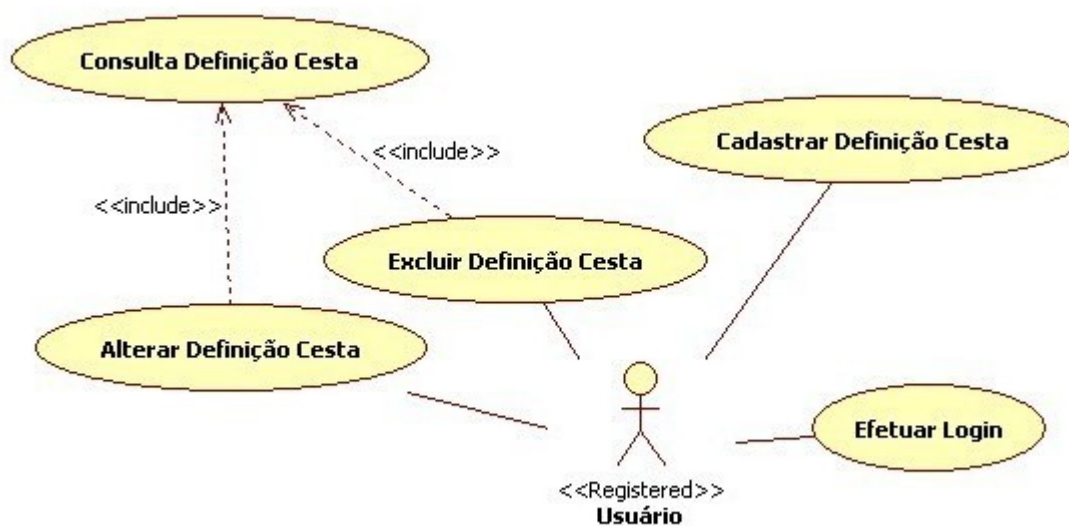 Consulta Definição Cesta
Cadastrar Definição Cesta
<<include>>
<<include>>
Excluir Definição Cesta
Alterar Definição Cesta
Efetuar Login
<<Registered>>
Usuário